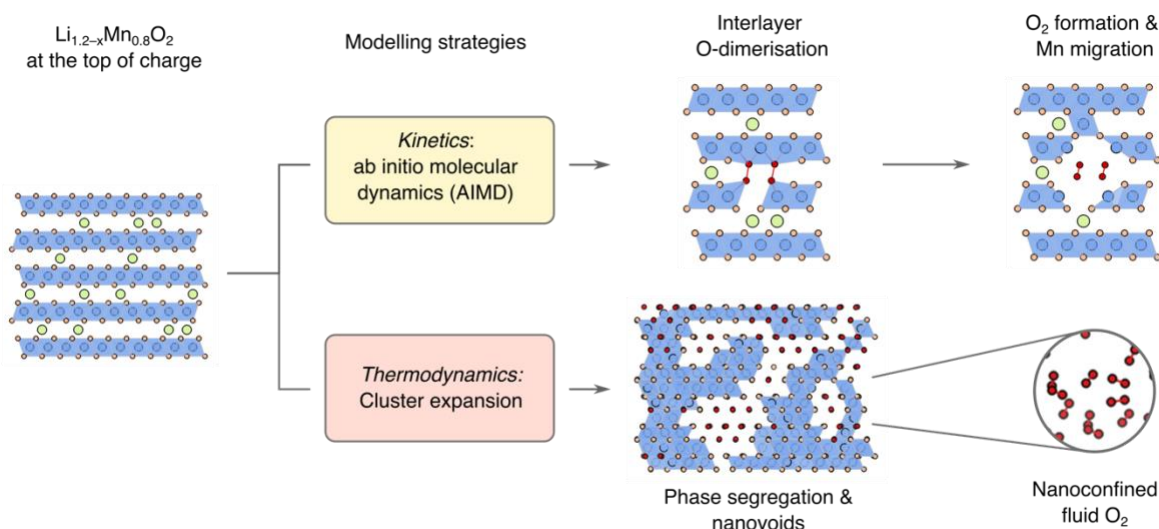 Li₁.₂₋ₓMn₀.₈O₂
at the top of charge
Modelling strategies
Interlayer
O-dimerisation
O₂ formation &
Mn migration
Kinetics:
ab initio molecular
dynamics (AIMD)
Thermodynamics:
Cluster expansion
Phase segregation &
nanovoids
Nanoconfined
fluid O₂